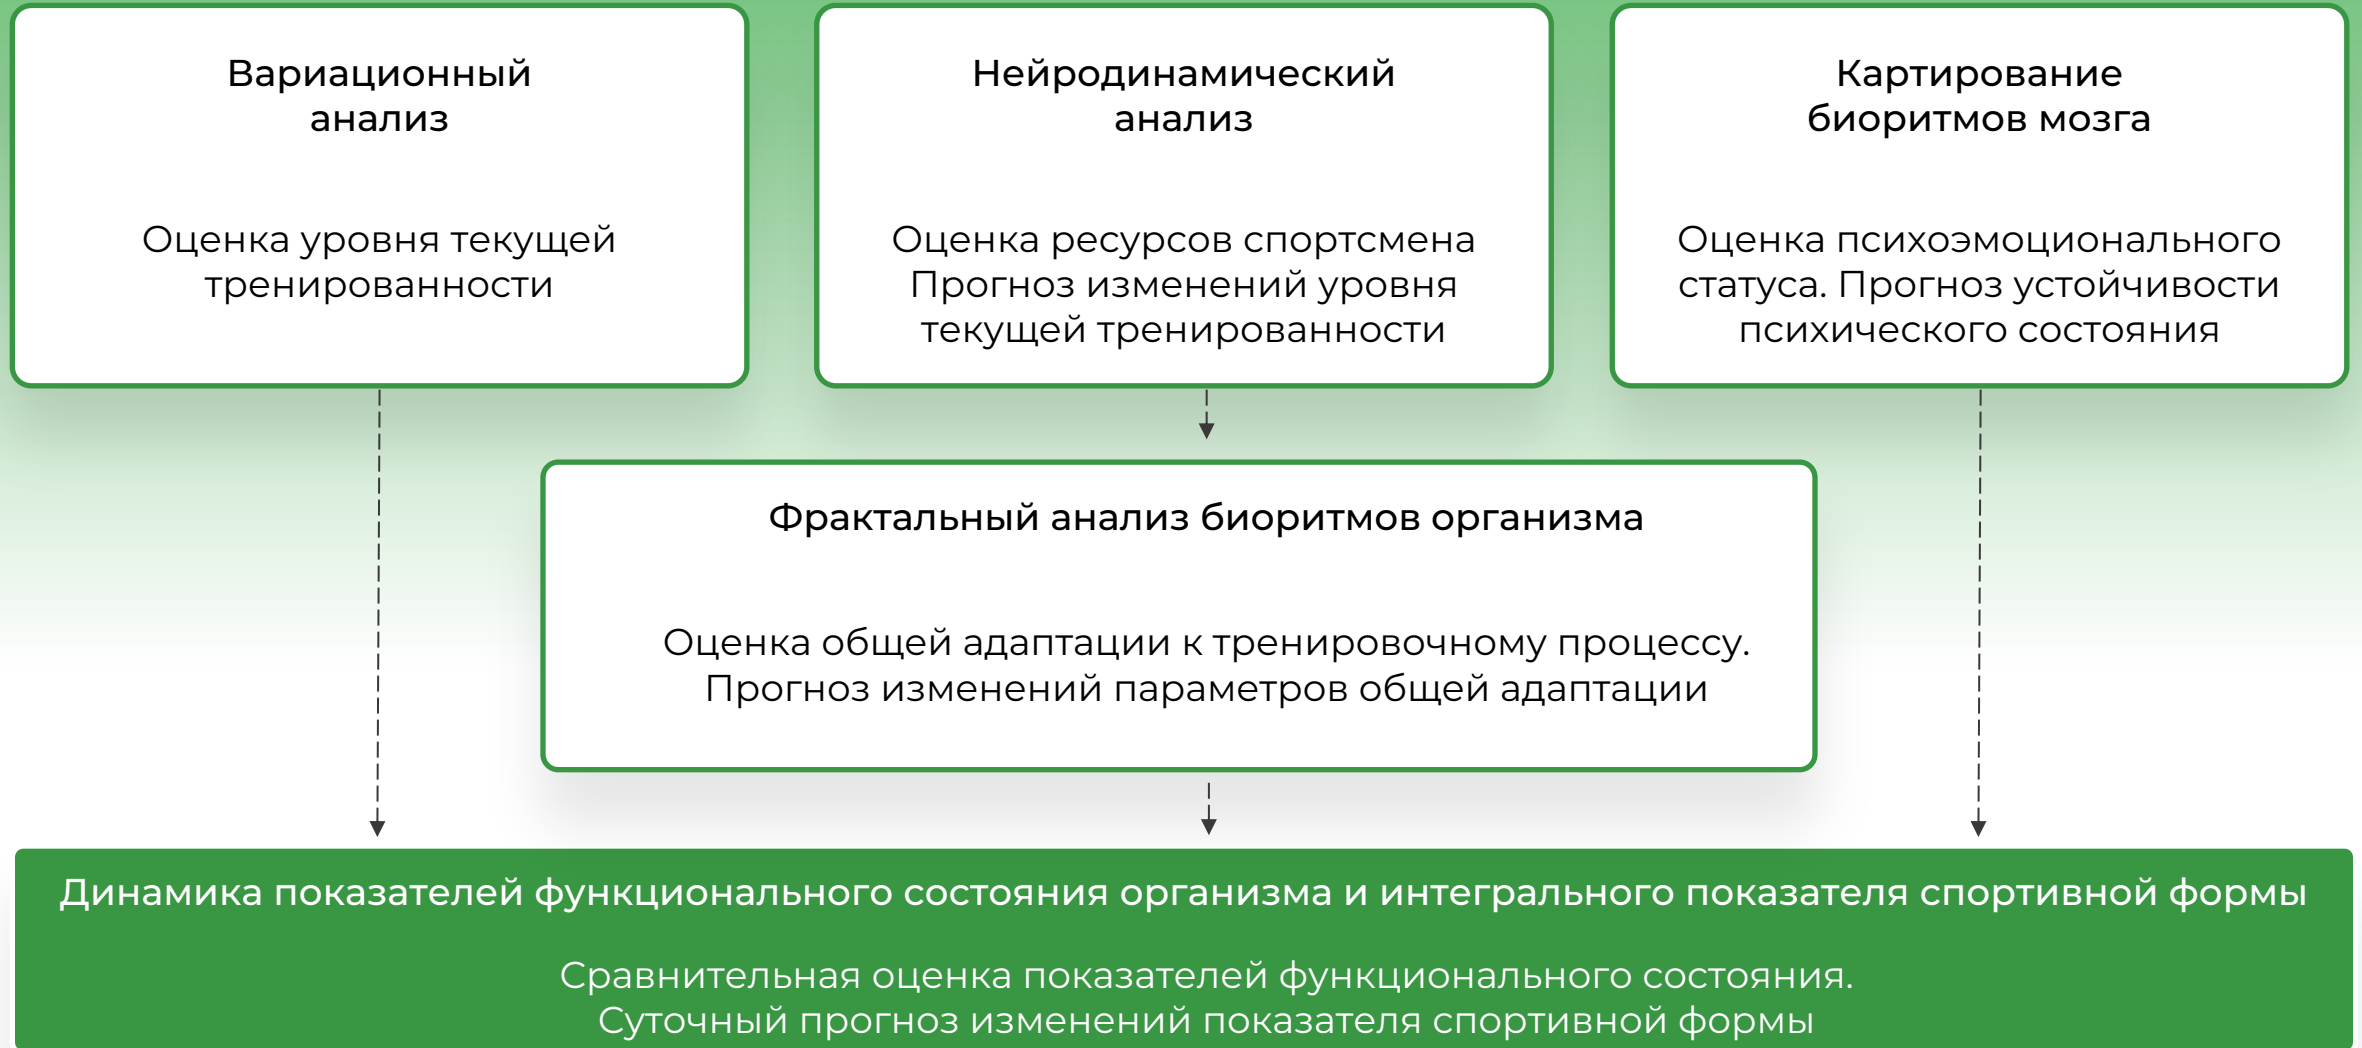 Вариационный
анализ
Оценка уровня текущей
тренированности
Нейродинамический
анализ
Оценка ресурсов спортсмена
Прогноз изменений уровня
текущей тренированности
Картирование
биоритмов мозга
Оценка психоэмоционального
статуса. Прогноз устойчивости
психического состояния
Фрактальный анализ биоритмов организма
Оценка общей адаптации к тренировочному процессу.
Прогноз изменений параметров общей адаптации
Динамика показателей функционального состояния организма и интегрального показателя спортивной формы
Сравнительная оценка показателей функционального состояния.
Суточный прогноз изменений показателя спортивной формы